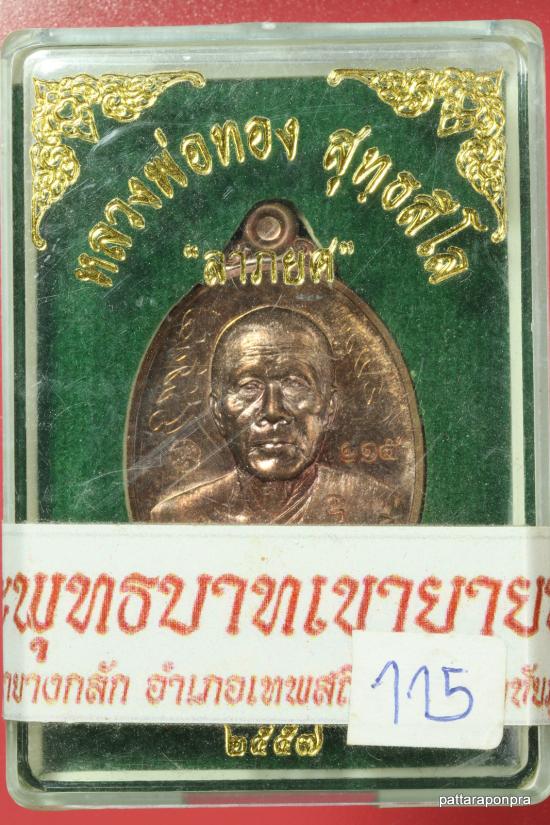 หลวงพ่อทอง สุทฺธสีโล
"ลาภยศ"
๑๑๕
พุทธบาทเขายาย
ยางกลัก อำเภอเทพสถิ
115
๒๕๕๗
pattaraponpra